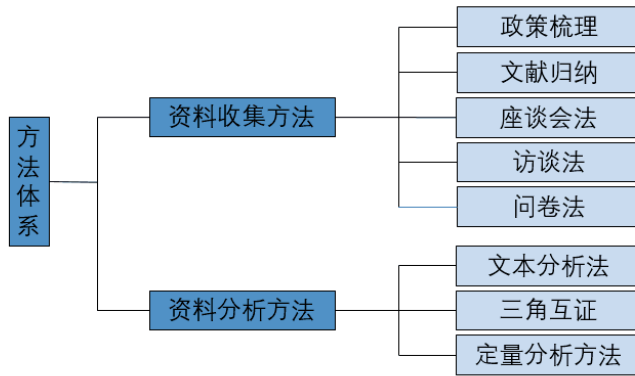 方法体系
资料收集方法
政策梳理
文献归纳
座谈会法
访谈法
问卷法
资料分析方法
文本分析法
三角互证
定量分析方法